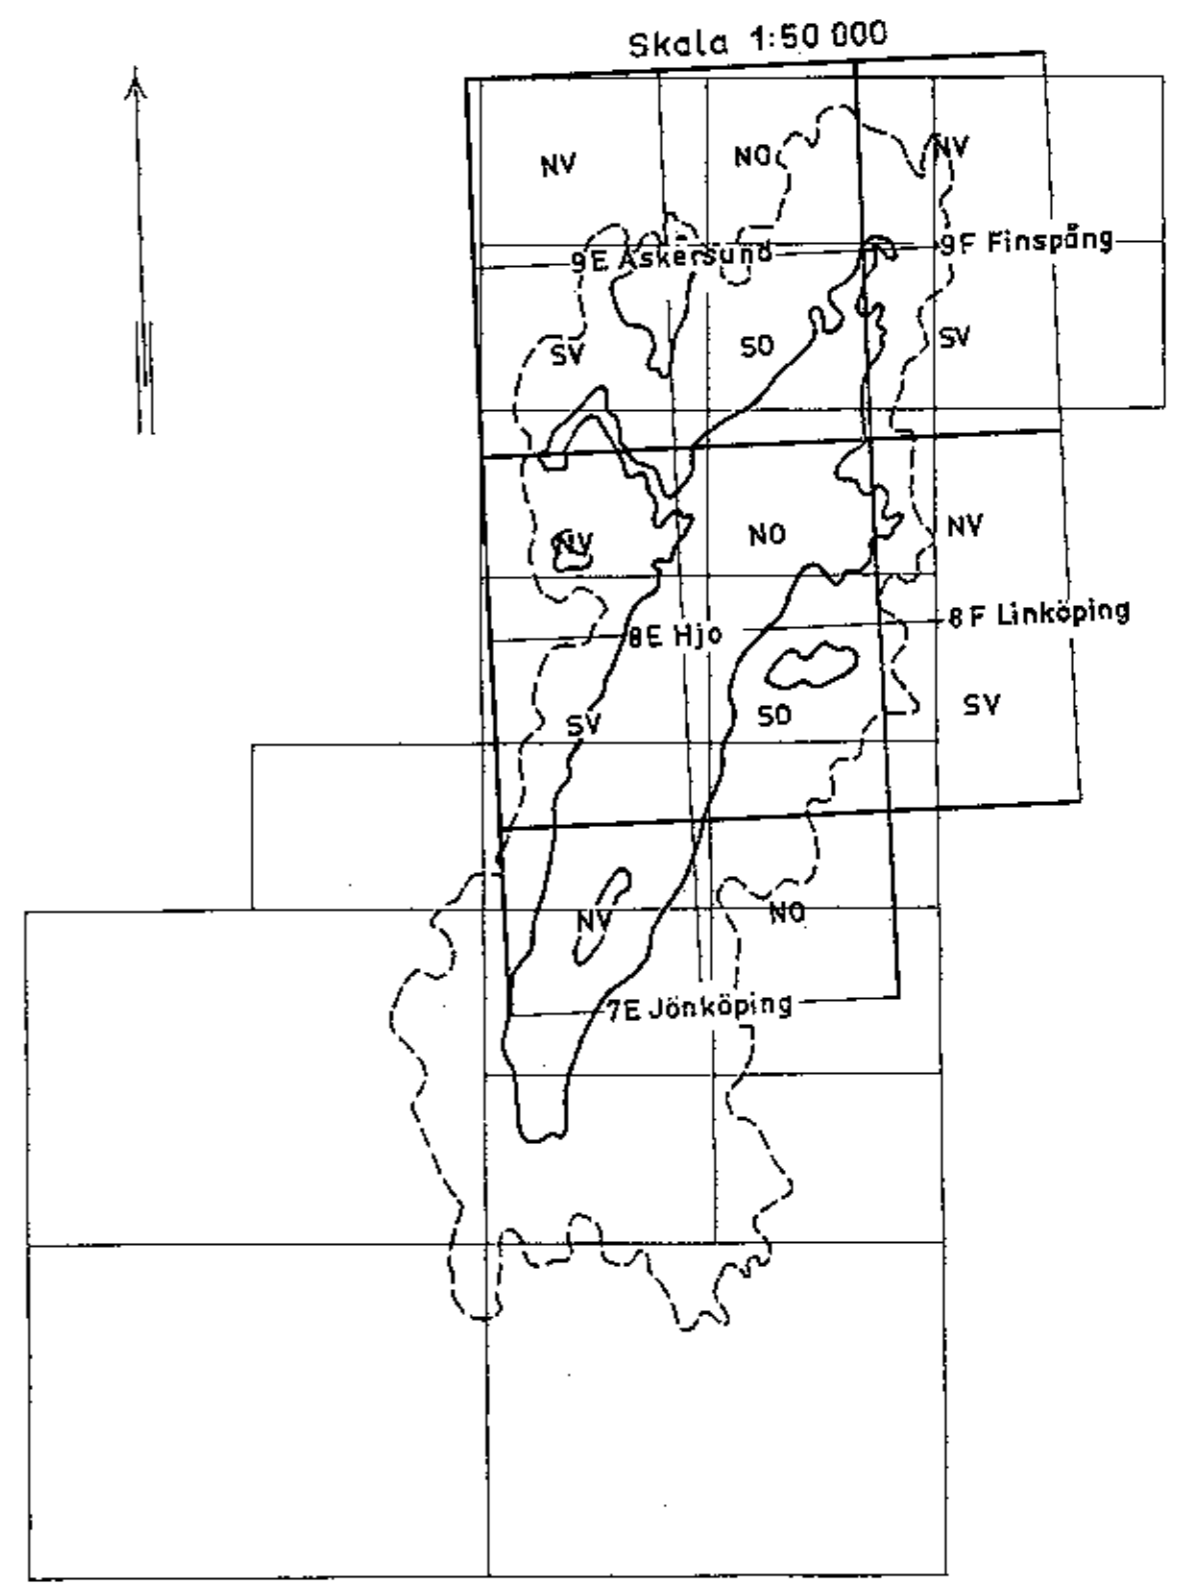 Skala 1:50 000
NV
NO
NV
9E Askersund
9F Finspång
SV
SO
SV
NV
NO
NV
8E Hjo
8F Linköping
SV
SO
SV
NV
NO
7E Jönköping